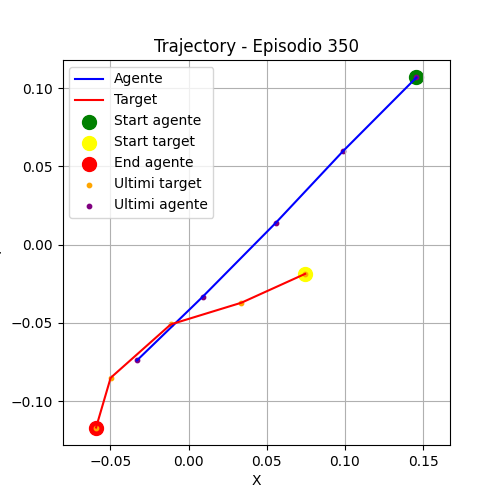 Trajectory - Episodio 350
Agente
Target
Start agente
Start target
End agente
Ultimi target
Ultimi agente
0.10
0.05
0.00
−0.05
−0.10
−0.05
0.00
0.05
0.10
0.15
X